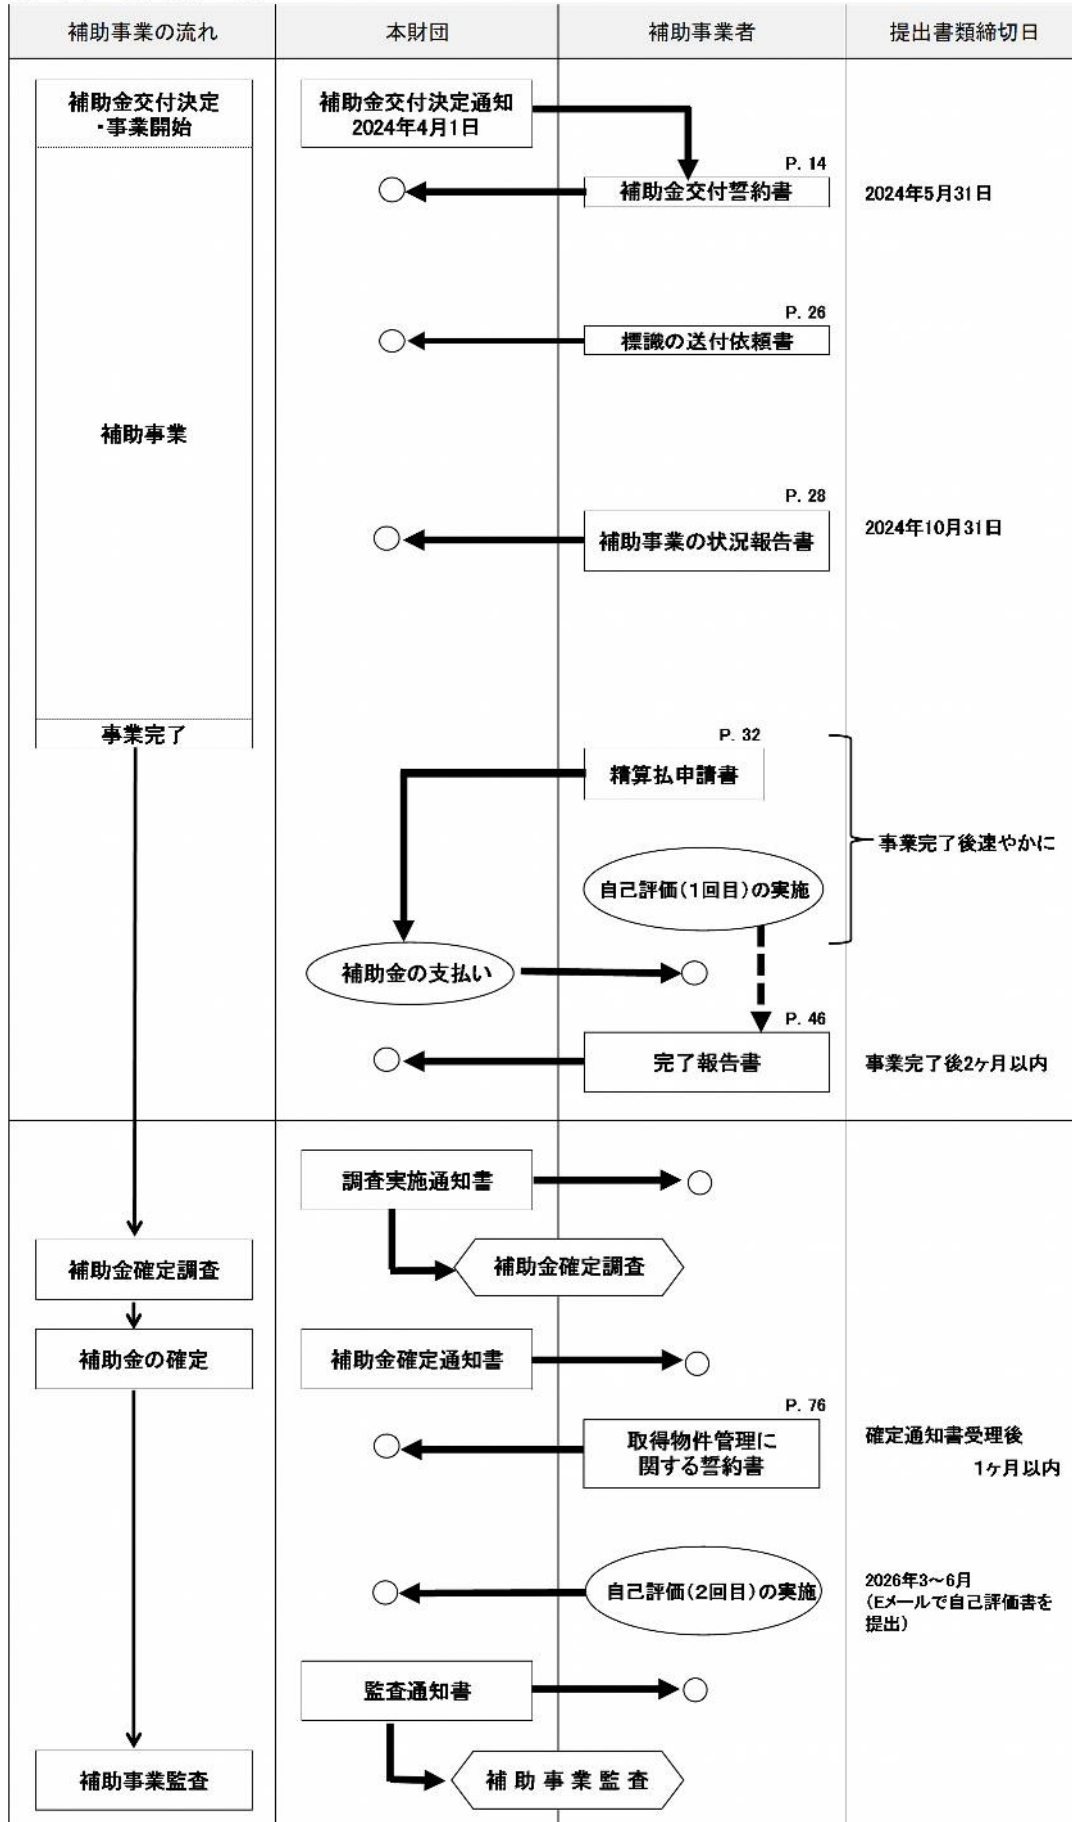 補助事業の流れ
本財団
補助事業者
提出書類締切日
補助金交付決定
・事業開始
補助金交付決定通知
2024年4月1日
P. 14
補助金交付誓約書
2024年5月31日
P. 26
標識の送付依頼書
補助事業
P. 28
補助事業の状況報告書
2024年10月31日
事業完了
P. 32
精算払申請書
事業完了後速やかに
自己評価(1回目)の実施
補助金の支払い
P. 46
完了報告書
事業完了後2ヶ月以内
調査実施通知書
補助金確定調査
補助金確定調査
補助金の確定
補助金確定通知書
P. 76
取得物件管理に
関する誓約書
確定通知書受理後
1ヶ月以内
自己評価(2回目)の実施
2026年3~6月
(Eメールで自己評価書を
提出)
監査通知書
補助事業監査
補 助 事 業 監 査